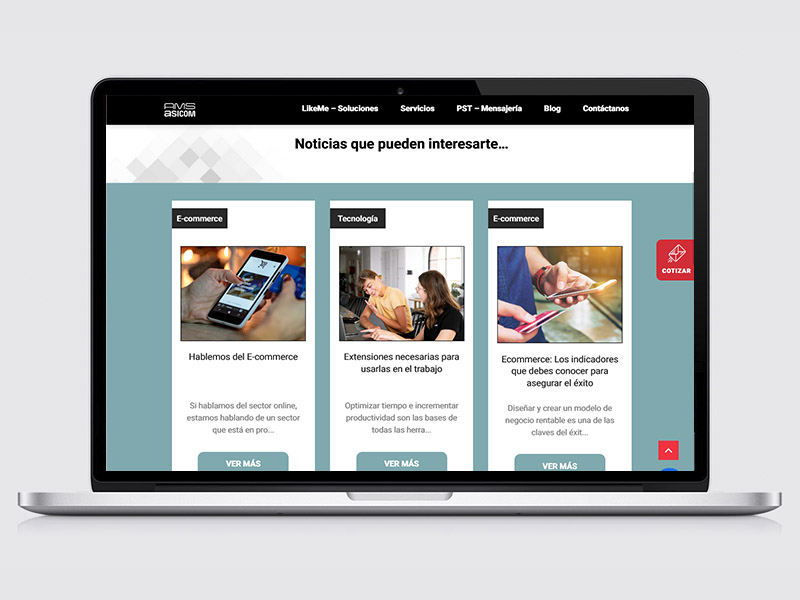 AMS
asicom
LikeMe – Soluciones
Servicios
PST – Mensajería
Blog
Contáctanos
Noticias que pueden interesarte...
E-commerce
Hablemos del E-commerce
Si hablamos del sector online,
estamos hablando de un sector
que está en pro...
VER MÁS
Tecnología
Extensiones necesarias para
usarlas en el trabajo
Optimizar tiempo e incrementar
productividad son las bases de
todas las herra...
VER MÁS
E-commerce
Ecommerce: Los indicadores
que debes conocer para
asegurar el éxito
Diseñar y crear un modelo de
negocio rentable es una de las
claves del éxit...
VER MÁS
COTIZAR